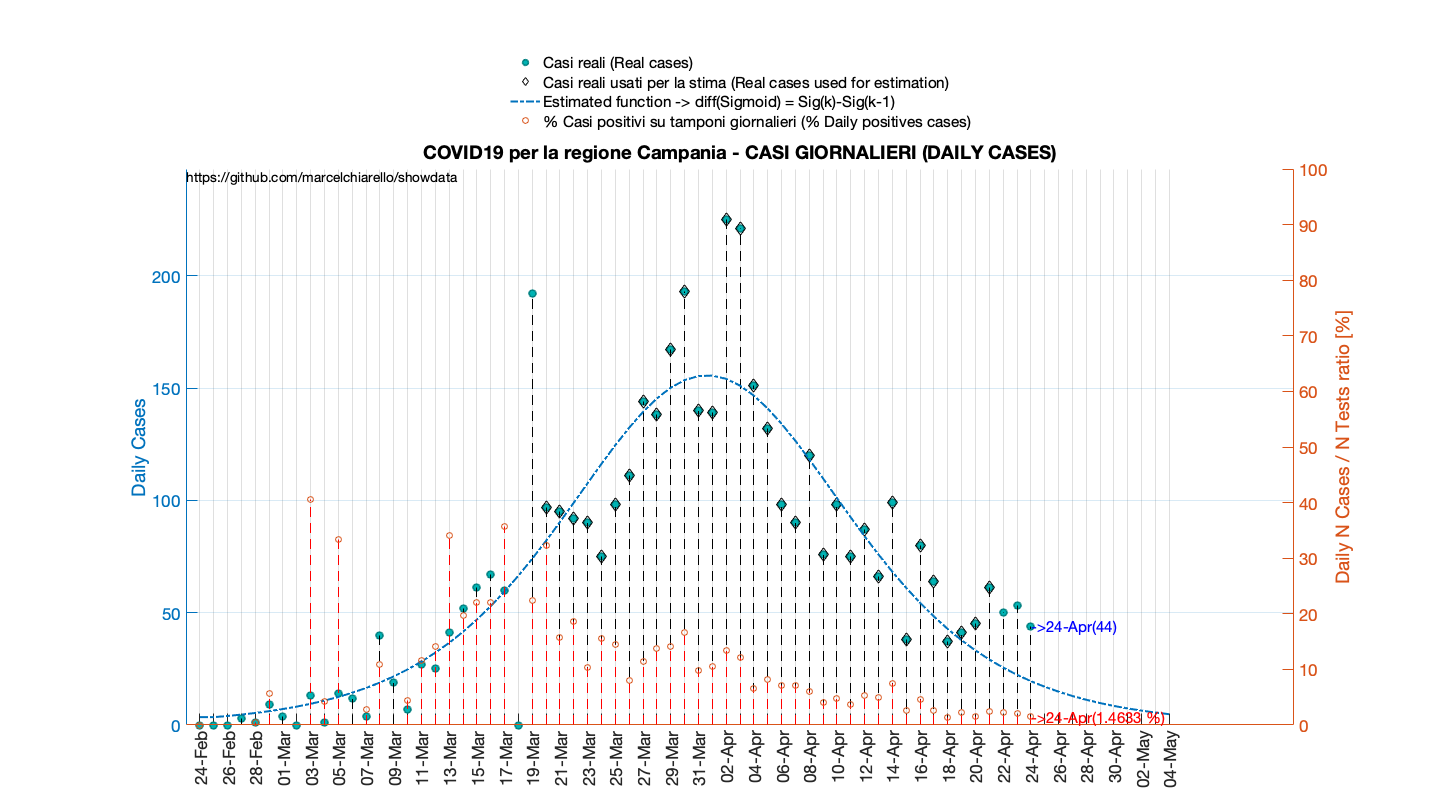 Casi reali (Real cases)
Casi reali usati per la stima (Real cases used for estimation)
Estimated function -> diff(Sigmoid) = Sig(k)-Sig(k-1)
% Casi positivi su tamponi giornalieri (% Daily positives cases)
COVID19 per la regione Campania - CASI GIORNALIERI (DAILY CASES)
https://github.com/marcelchiarello/showdata
Daily Cases
200
150
100
50
0
100
90
80
70
60
50
40
30
20
10
0
Daily N Cases / N Tests ratio [%]
->24-Apr(44)
->24-Apr(1.4633 %)
24-Feb
26-Feb
28-Feb
01-Mar
03-Mar
05-Mar
07-Mar
09-Mar
11-Mar
13-Mar
15-Mar
17-Mar
19-Mar
21-Mar
23-Mar
25-Mar
27-Mar
29-Mar
31-Mar
02-Apr
04-Apr
06-Apr
08-Apr
10-Apr
12-Apr
14-Apr
16-Apr
18-Apr
20-Apr
22-Apr
24-Apr
26-Apr
28-Apr
30-Apr
02-May
04-May